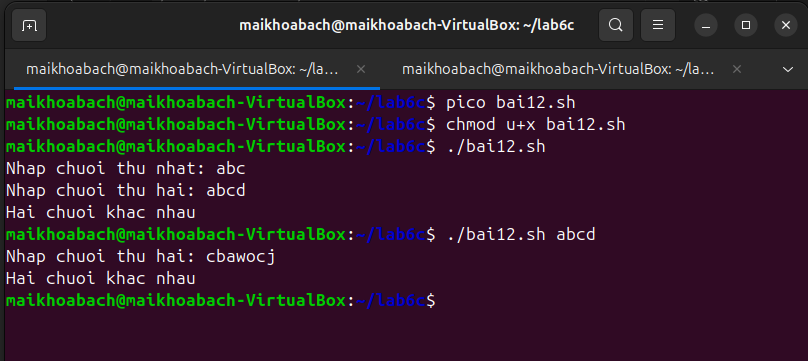 maikhoabach@maikhoabach-VirtualBox: ~/lab6c
maikhoabach@maikhoabach-VirtualBox: ~/la... maikhoabach@maikhoabach-VirtualBox: ~/la...
maikhoabach@maikhoabach-VirtualBox:~/lab6c$ pico bai12.sh
maikhoabach@maikhoabach-VirtualBox:~/lab6c$ chmod u+x bai12.sh
maikhoabach@maikhoabach-VirtualBox:~/lab6c$ ./bai12.sh
Nhap chuoi thu nhat: abc
Nhap chuoi thu hai: abcd
Hai chuoi khac nhau
maikhoabach@maikhoabach-VirtualBox:~/lab6c$ ./bai12.sh abcd
Nhap chuoi thu hai: cbawocj
Hai chuoi khac nhau
maikhoabach@maikhoabach-VirtualBox:~/lab6c$